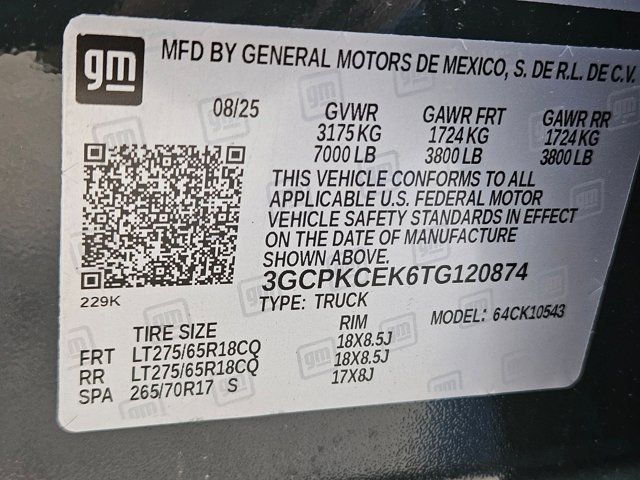 gm
MFD BY GENERAL MOTORS DE MEXICO, S. DE R.L. DE C.V.
08/25 GVWR GAWR FRT GAWR RR
3175 KG 1724 KG 1724 KG
7000 LB 3800 LB 3800 LB
THIS VEHICLE CONFORMS TO ALL
APPLICABLE U.S. FEDERAL MOTOR
VEHICLE SAFETY STANDARDS IN EFFECT
ON THE DATE OF MANUFACTURE
3GCPKCEK6TG120874
229K
TYPE: TRUCK MODEL: 64CK10543
TIRE SIZE RIM
FRT LT275/65R18CQ 18X8.5J
RR LT275/65R18CQ 18X8.5J
SPA 265/70R17 S 17X8J